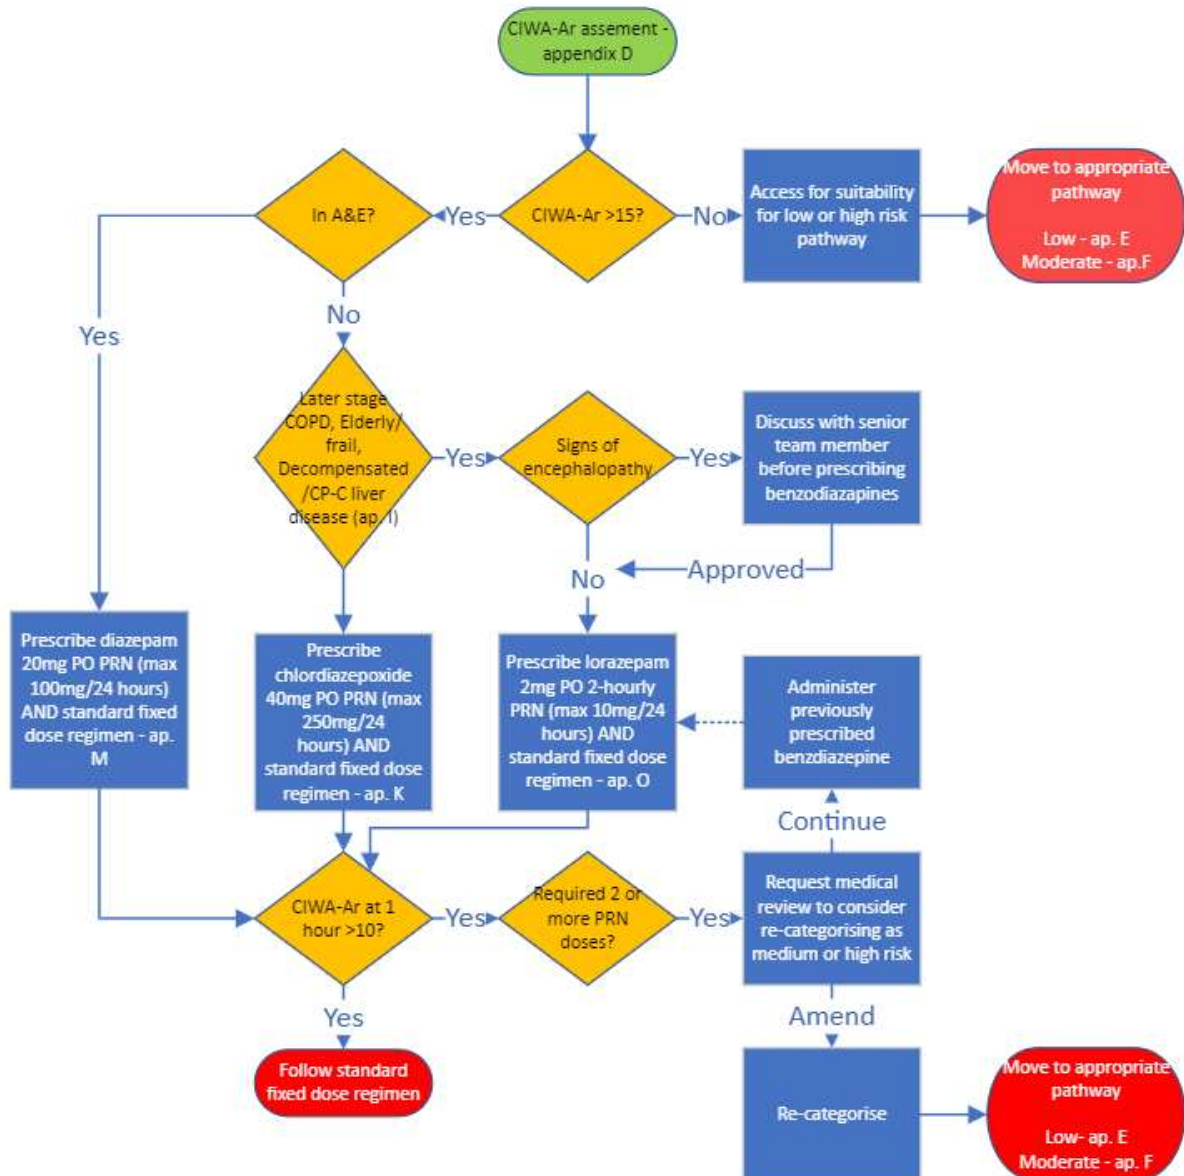 CIWA-Ar assement -
appendix D
In A&E?
Yes
CIWA-Ar >15?
No
Access for suitability
for low or high risk
pathway
Move to appropriate
pathway
Low - ap. E
Moderate - ap.F
Yes
No
Later stage
COPD, Elderly/
frail,
Decompensated
/CP-C liver
disease (ap. I)
Yes
Signs of
encephalopathy
Yes
Discuss with senior
team member
before prescribing
benzodiazapines
No
Approved
Prescribe diazepam
20mg PO PRN (max
100mg/24 hours)
AND standard fixed
dose regimen - ap.
M
Prescribe
chlordiazepoxide
40mg PO PRN (max
250mg/24
hours) AND
standard fixed dose
regimen - ap. K
Prescribe lorazepam
2mg PO 2-hourly
PRN (max 10mg/24
hours) AND
standard fixed dose
regimen - ap. O
Administer
previously
prescribed
benzdiazepine
Continue
CIWA-Ar at 1
hour >10?
Yes
Required 2 or
more PRN
doses?
Yes
Request medical
review to consider
re-categorising as
medium or high risk
Yes
Amend
Follow standard
fixed dose regimen
Re-categorise
Move to appropriate
pathway
Low- ap. E
Moderate - ap. F